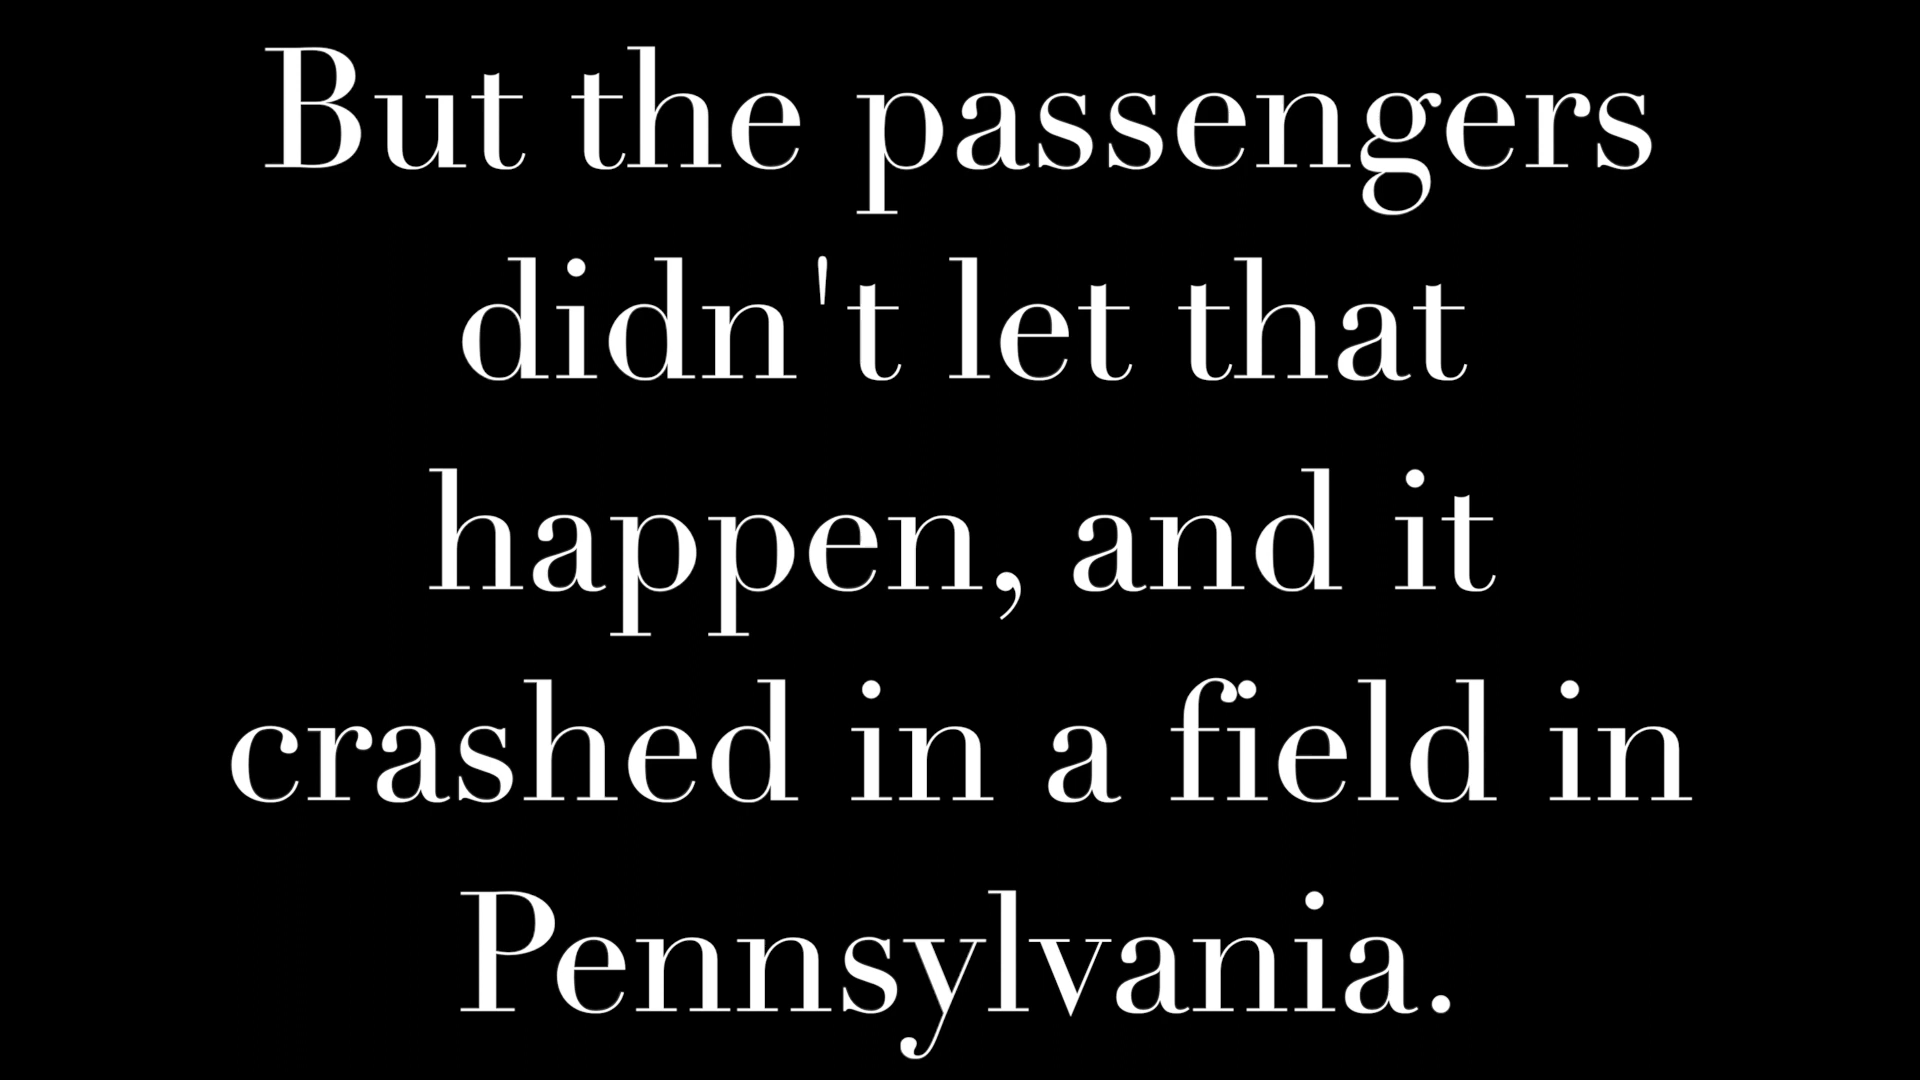 But the passengers
didn't let that
happen, and it
crashed in a field in
Pennsylvania.